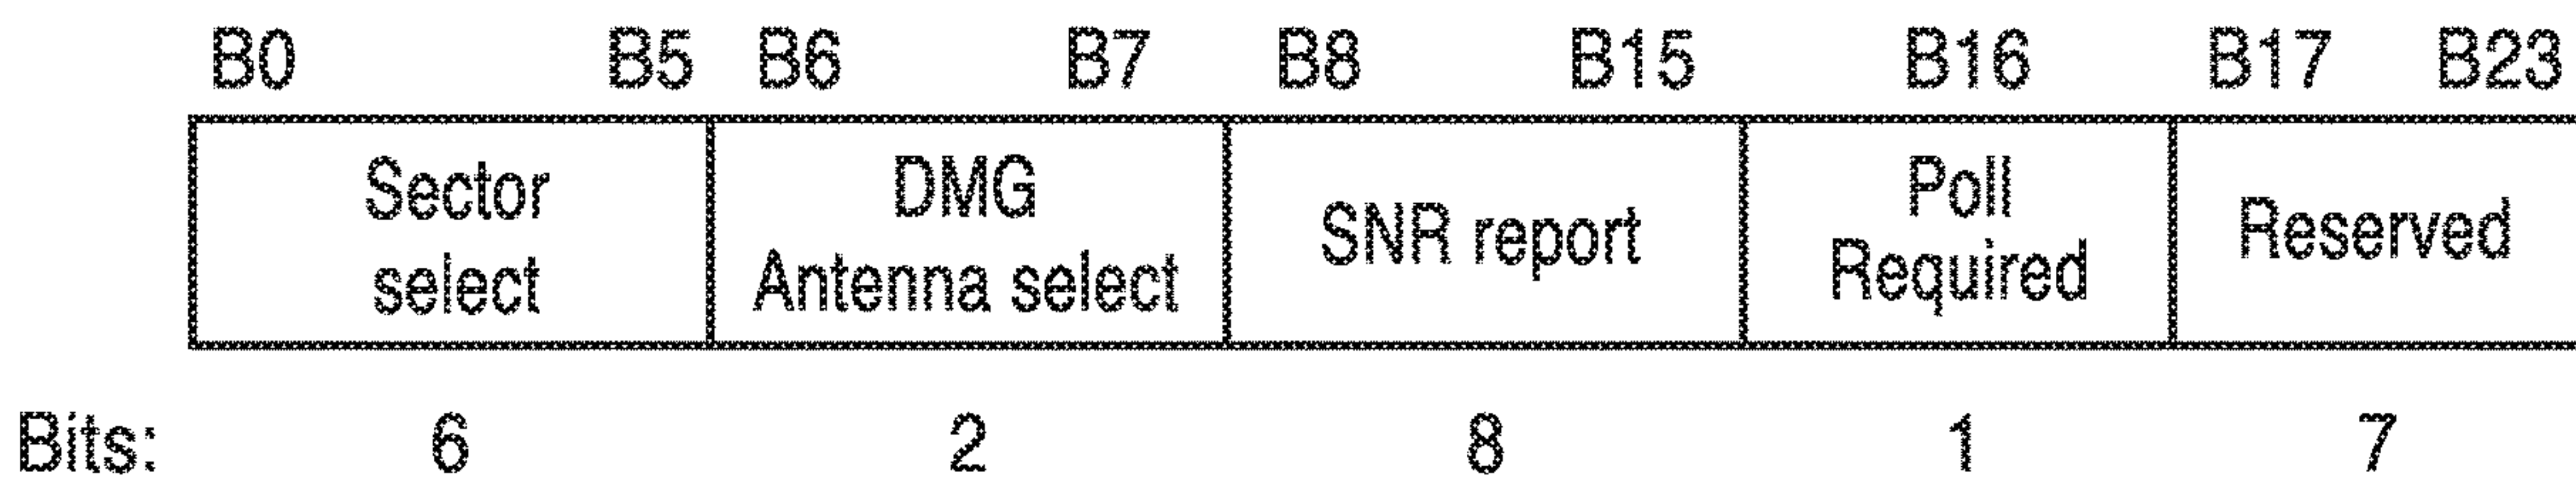 B0 B5 B6 B7 B8 B15 B16 B17 B23
Sector select DMG Antenna select SNR report Poll Required Reserved
Bits: 6 2 8 1 7